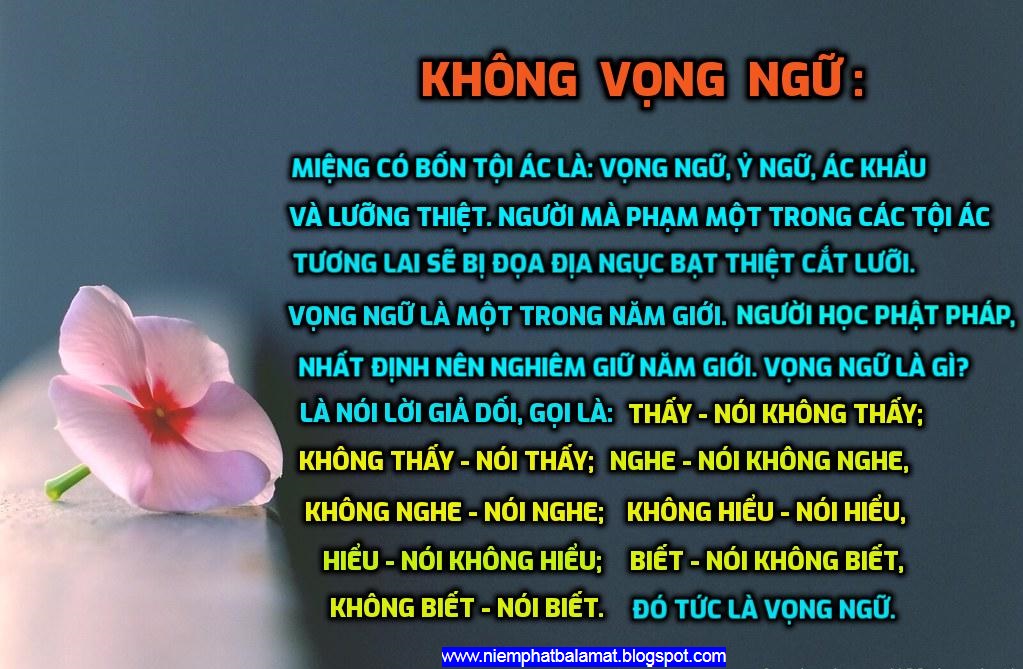 KHÔNG VỌNG NGỮ :
MIỆNG CÓ BỐN TỘI ÁC LÀ: VỌNG NGỮ, Ỷ NGỮ, ÁC KHẨU
VÀ LƯỠNG THIỆT. NGƯỜI MÀ PHẠM MỘT TRONG CÁC TỘI ÁC
TƯƠNG LAI SẼ BỊ ĐỌA ĐỊA NGỤC BẠT THIỆT CẮT LƯỠI.
VỌNG NGỮ LÀ MỘT TRONG NĂM GIỚI. NGƯỜI HỌC PHẬT PHÁP,
NHẤT ĐỊNH NÊN NGHIÊM GIỮ NĂM GIỚI. VỌNG NGỮ LÀ GÌ?
LÀ NÓI LỜI GIẢ DỐI, GỌI LÀ: THẤY - NÓI KHÔNG THẤY;
KHÔNG THẤY - NÓI THẤY; NGHE - NÓI KHÔNG NGHE,
KHÔNG NGHE - NÓI NGHE; KHÔNG HIỂU - NÓI HIỂU,
HIỂU - NÓI KHÔNG HIỂU; BIẾT - NÓI KHÔNG BIẾT,
KHÔNG BIẾT - NÓI BIẾT. ĐÓ TỨC LÀ VỌNG NGỮ.
www.niemphatbalamat.blogspot.com